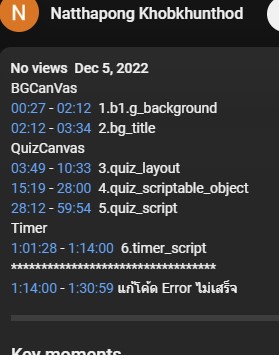 N Natthapong Khobkhunthod
No views Dec 5, 2022
BGCanVas
00:27 - 02:12 1.b1.g_background
02:12 - 03:34 2.bg_title
QuizCanvas
03:49 - 10:33 3.quiz_layout
15:19 - 28:00 4.quiz_scriptable_object
28:12 - 59:54 5.quiz_script
Timer
1:01:28 - 1:14:00 6.timer_script
**********************************
1:14:00 - 1:30:59 แก้โค้ด Error ไม่เสร็จ
Key moments